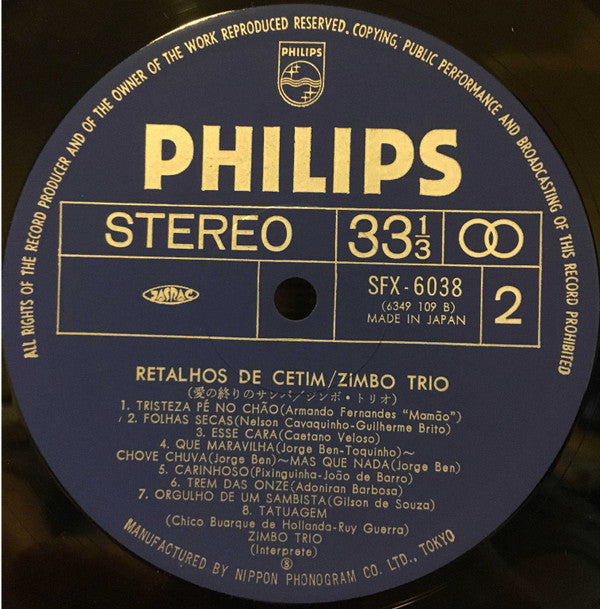 ALL RIGHTS OF THE RECORD PRODUCER AND OF THE OWNER OF THE WORK REPRODUCED RESERVED. COPYING, PUBLIC PERFORMANCE AND BROADCASTING OF THIS RECORD PROHIBITED
PHILIPS
PHILIPS
STEREO
33 1/3
JASRAC
SFX-6038
(6349 109 B)
MADE IN JAPAN
2
RETALHOS DE CETIM/ZiMBO TRIO
(愛の終りのサンバ/ジンボ・トリオ)
1. TRISTEZA PÉ NO CHÃO(Armando Fernandes "Mamão")
2. FOLHAS SECAS(Nelson Cavaquinho-Guilherme Brito)
3. ESSE CARA(Caetano Veloso)
4. QUE MARAVILHA(Jorge Ben-Toquinho)～
CHOVE CHUVA(Jorge Ben)～MAS QUE NADA(Jorge Ben)
5. CARINHOSO(Pixinguinha-João de Barro)
6. TREM DAS ONZE(Adoniran Barbosa)
7. ORGULHO DE UM SAMBISTA(Gilson de Souza)
8. TATUAGEM
(Chico Buarque de Hollanda-Ruy Guerra)
ZIMBO TRIO
(Interprete)
MANUFACTURED BY NIPPON PHONOGRAM CO. LTD., TOKYO